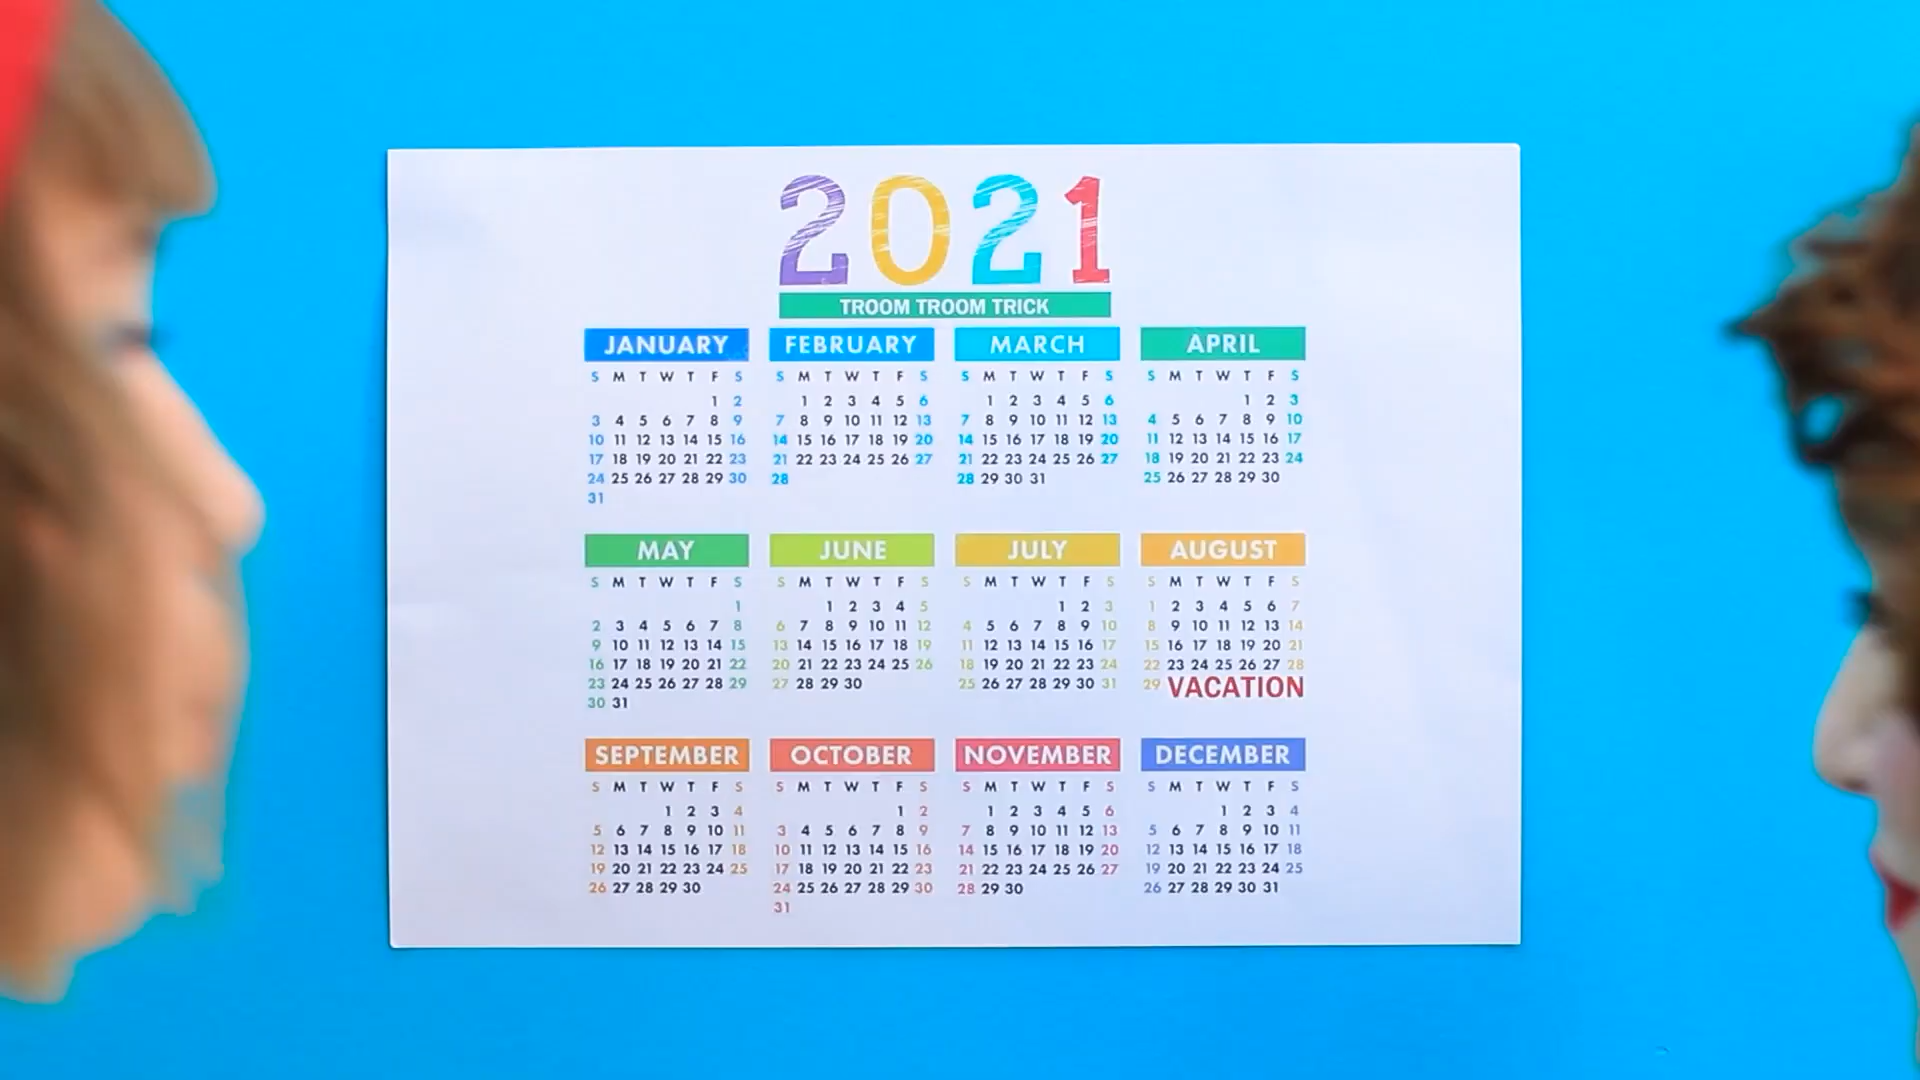 2021
TROOM TROOM TRICK
JANUARY
S M T W T F S
1 2
3 4 5 6 7 8 9
10 11 12 13 14 15 16
17 18 19 20 21 22 23
24 25 26 27 28 29 30
31
FEBRUARY
S M T W T F S
1 2 3 4 5 6
7 8 9 10 11 12 13
14 15 16 17 18 19 20
21 22 23 24 25 26 27
28
MARCH
S M T W T F S
1 2 3 4 5 6
7 8 9 10 11 12 13
14 15 16 17 18 19 20
21 22 23 24 25 26 27
28 29 30 31
APRIL
S M T W T F S
1 2 3
4 5 6 7 8 9 10
11 12 13 14 15 16 17
18 19 20 21 22 23 24
25 26 27 28 29 30
MAY
S M T W T F S
1
2 3 4 5 6 7 8
9 10 11 12 13 14 15
16 17 18 19 20 21 22
23 24 25 26 27 28 29
30 31
JUNE
S M T W T F S
1 2 3 4 5
6 7 8 9 10 11 12
13 14 15 16 17 18 19
20 21 22 23 24 25 26
27 28 29 30
JULY
S M T W T F S
1 2 3
4 5 6 7 8 9 10
11 12 13 14 15 16 17
18 19 20 21 22 23 24
25 26 27 28 29 30 31
AUGUST
S M T W T F S
1 2 3 4 5 6 7
8 9 10 11 12 13 14
15 16 17 18 19 20 21
22 23 24 25 26 27 28
29 VACATION
SEPTEMBER
S M T W T F S
1 2 3 4
5 6 7 8 9 10 11
12 13 14 15 16 17 18
19 20 21 22 23 24 25
26 27 28 29 30
OCTOBER
S M T W T F S
1 2
3 4 5 6 7 8 9
10 11 12 13 14 15 16
17 18 19 20 21 22 23
24 25 26 27 28 29 30
31
NOVEMBER
S M T W T F S
1 2 3 4 5 6
7 8 9 10 11 12 13
14 15 16 17 18 19 20
21 22 23 24 25 26 27
28 29 30
DECEMBER
S M T W T F S
1 2 3 4
5 6 7 8 9 10 11
12 13 14 15 16 17 18
19 20 21 22 23 24 25
26 27 28 29 30 31